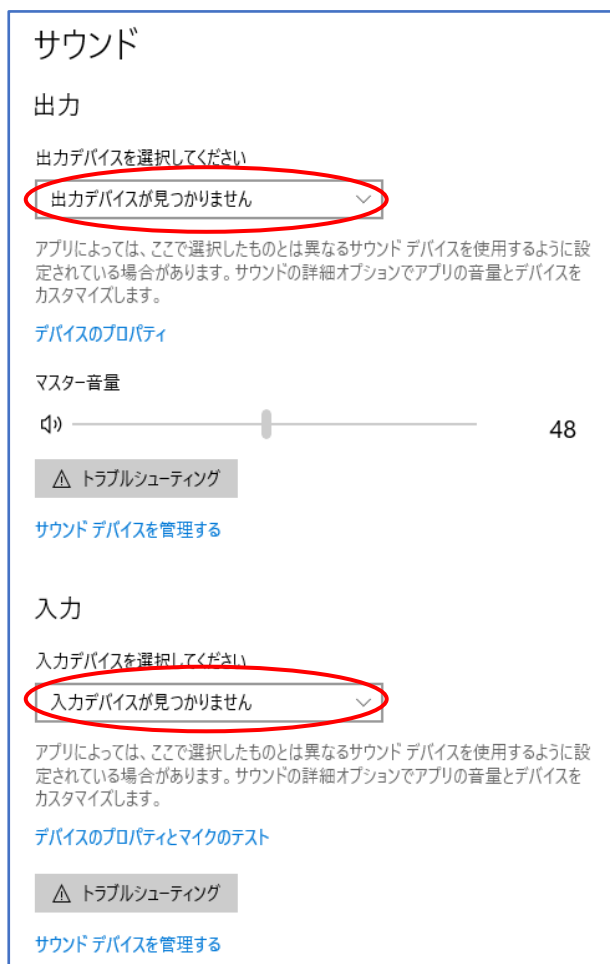 サウンド
出力
出力デバイスを選択してください
出力デバイスが見つかりません
アプリによっては、ここで選択したものとは異なるサウンド デバイスを使用するように設
定されている場合があります。サウンドの詳細オプションでアプリの音量とデバイスを
カスタマイズします。
デバイスのプロパティ
マスター音量
48
トラブルシューティング
サウンド デバイスを管理する
入力
入力デバイスを選択してください
入力デバイスが見つかりません
アプリによっては、ここで選択したものとは異なるサウンド デバイスを使用するように設
定されている場合があります。サウンドの詳細オプションでアプリの音量とデバイスを
カスタマイズします。
デバイスのプロパティとマイクのテスト
トラブルシューティング
サウンド デバイスを管理する